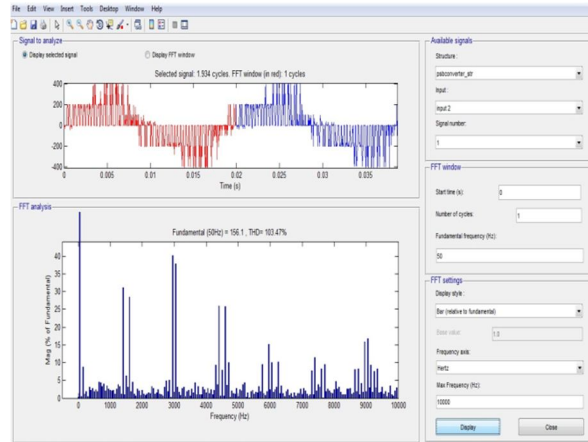 File Edit View Insert Tools Desktop Window Help
Signal to analyze
Display selected signal
Display FFT window
Selected signal: 1.934 cycles. FFT window (in red): 1 cycles
400
200
0
-200
-400
0 0.005 0.01 0.015 0.02 0.025 0.03 0.035
Time (s)
FFT analysis
Fundamental (50Hz) = 156.1 , THD= 103.47%
Mag (% of Fundamental)
40
35
30
25
20
15
10
5
0
0 1000 2000 3000 4000 5000 6000 7000 8000 9000 10000
Frequency (Hz)
Available signals
Structure :
psbconverter_str
Input :
input 2
Signal number:
1
FFT window
Start time (s): 0
Number of cycles: 1
Fundamental frequency (Hz):
50
FFT settings
Display style :
Bar (relative to fundamental)
Base value: 1.0
Frequency axis:
Hertz
Max Frequency (Hz):
10000
Display Close